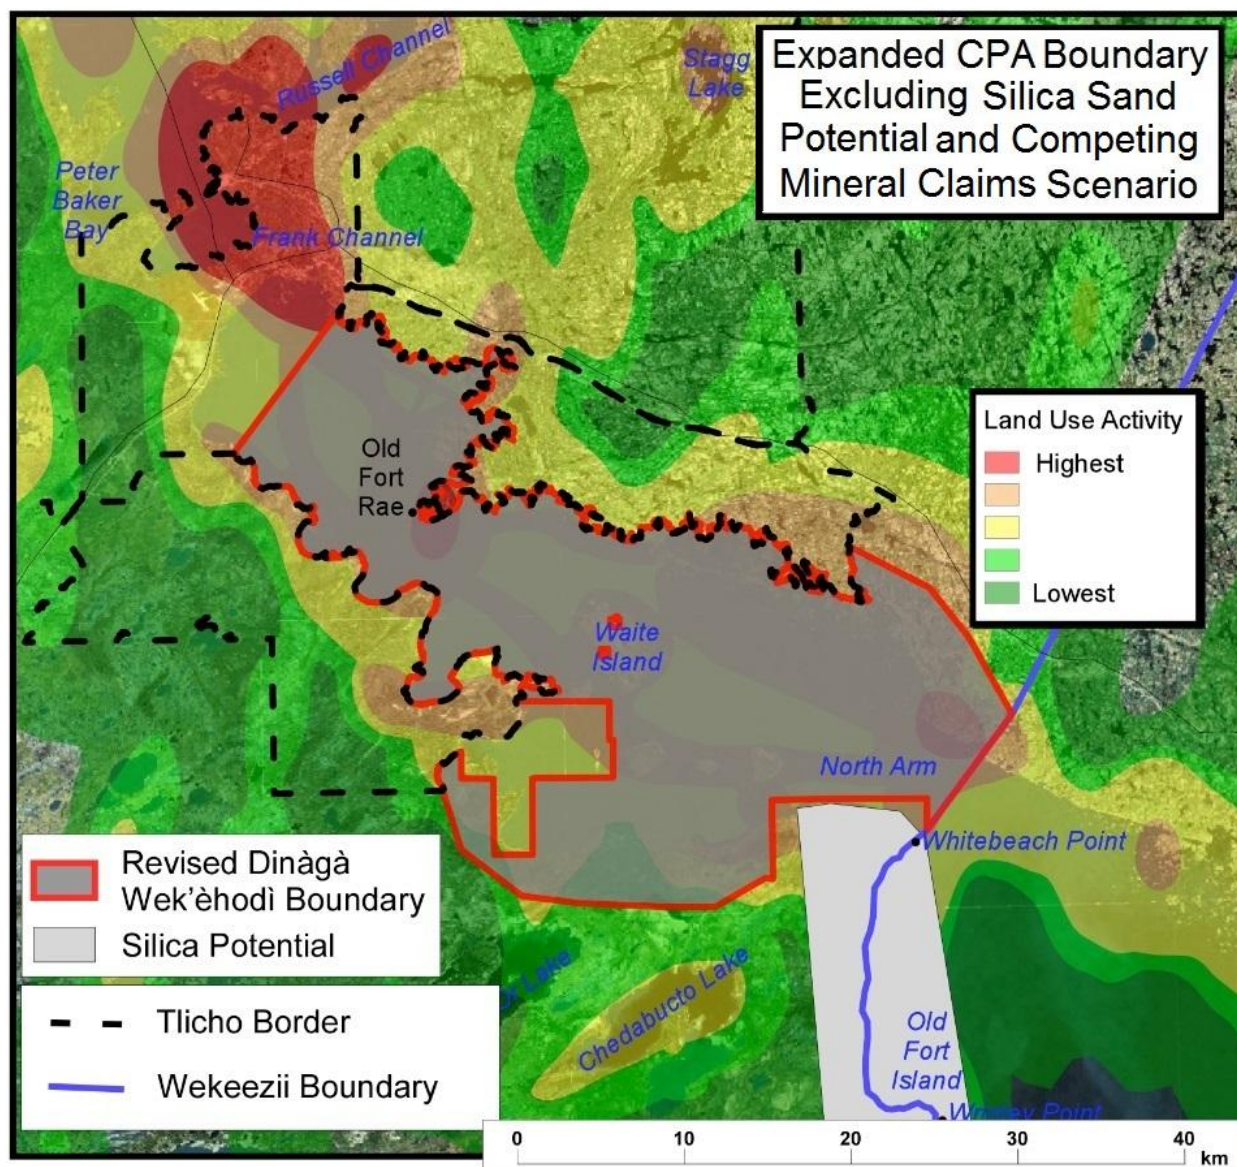 Expanded CPA Boundary
Excluding Silica Sand
Potential and Competing
Mineral Claims Scenario
Russell Channel
Stagg
Lake
Peter
Baker
Bay
Frank Channel
Land Use Activity
Highest
Lowest
Old
Fort
Rae
Waite
Island
North Arm
Whitebeach Point
Revised Dinàgà
Wek'èhodì Boundary
Silica Potential
Lake
Chedabucto Lake
Old
Fort
Island
Point
Tlicho Border
Wekeezii Boundary
0 10 20 30 40
km